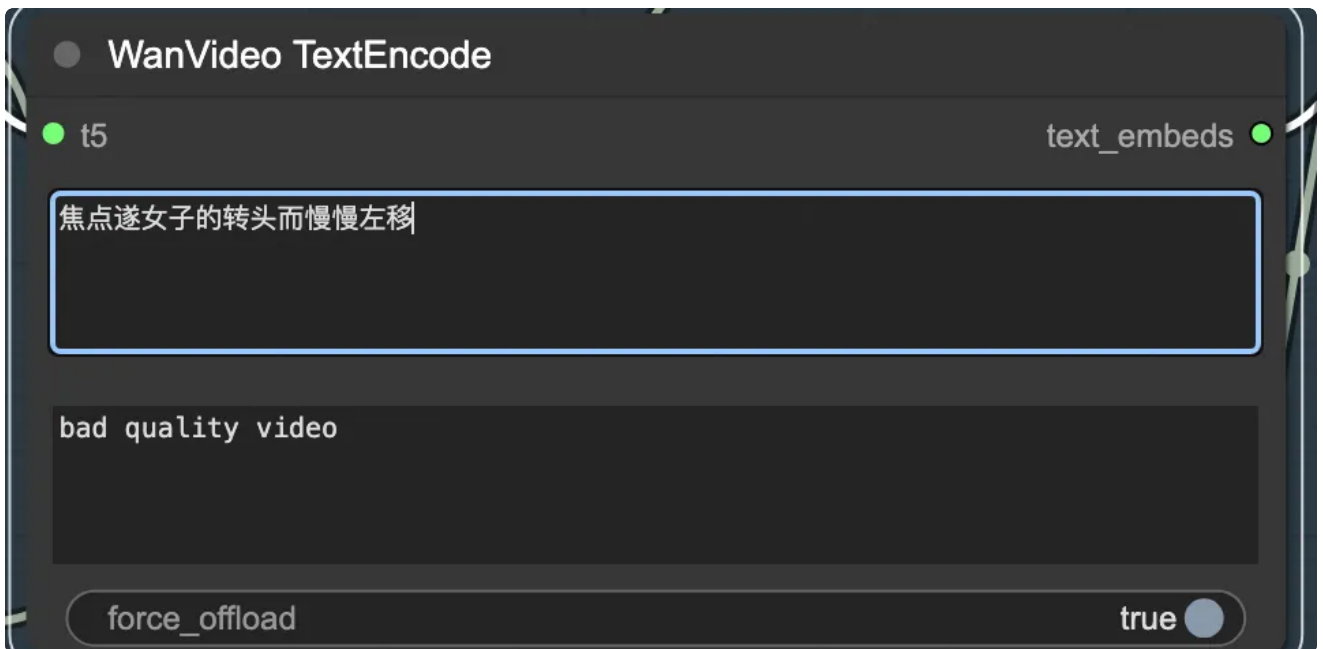 WanVideo TextEncode
t5
text_embeds
焦点遂女子的转头而慢慢左移
bad quality video
force_offload
true